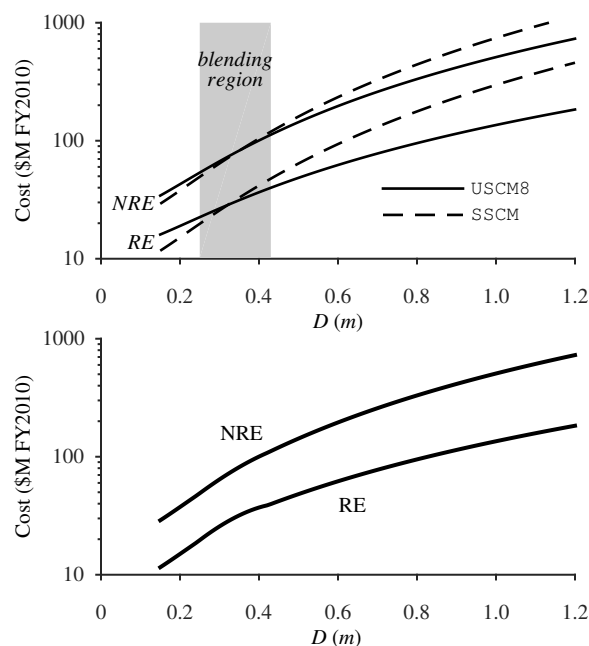 1000
100
10
Cost ($M FY2010)
blending
region
NRE
RE
USCM8
SSCM
0 0.2 0.4 0.6 0.8 1.0 1.2
D (m)
1000
100
10
Cost ($M FY2010)
NRE
RE
0 0.2 0.4 0.6 0.8 1.0 1.2
D (m)